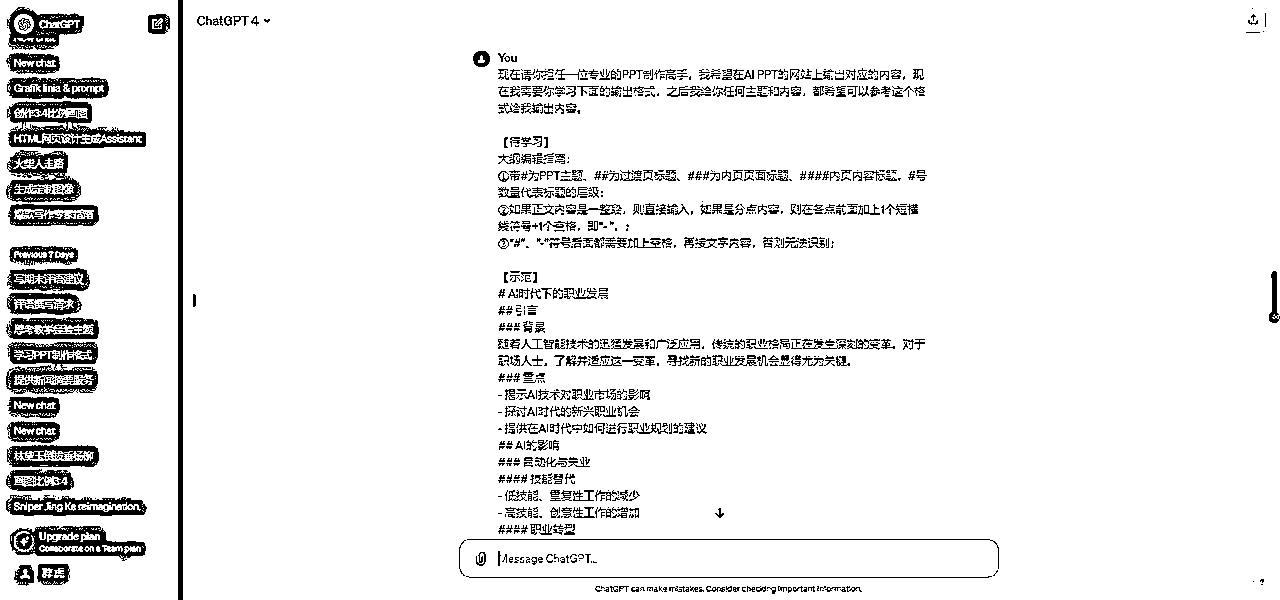 ChatGPT
New chat
Grafik linia & prompt
创作3:4比例画图
HTML网页设计生成Assistant
火柴人走路
生成定制图像
爆款写作专家指南
Previous 7 Days
写期末评语建议
评语撰写请求
思考教学经验主题
学习PPT制作格式
提供新闻摘要服务
New chat
New chat
林黛玉倒拔垂杨柳
画图比例3:4
Sniper Jing Ke reimagination.
Upgrade plan
Collaborate on a Team plan
ChatGPT 4
You
现在请你担任一位专业的PPT制作高手，我希望在AI PPT的网站上输出对应的内容，现
在我需要你学习下面的输出格式，之后我给你任何主题和内容，都希望可以参考这个格
式给我输出内容。
【待学习】
大纲编辑指南：
①带#为PPT主题、##为过渡页标题、###为内页页面标题、####内页内容标题，#号
数量代表标题的层级；
②如果正文内容是一整段，则直接输入，如果是分点内容，则在各点前面加上1个短横
线符号+1个空格，即“- ”，；
③“#”、“-”符号后面都需要加上空格，再接文字内容，否则无法识别；
【示范】
# AI时代下的职业发展
## 引言
### 背景
随着人工智能技术的迅猛发展和广泛应用，传统的职业格局正在发生深刻的变革。对于
职场人士，了解并适应这一变革，寻找新的职业发展机会显得尤为关键。
### 重点
- 揭示AI技术对职业市场的影响
- 探讨AI时代的新兴职业机会
- 提供在AI时代中如何进行职业规划的建议
## AI的影响
### 自动化与失业
#### 技能替代
- 低技能、重复性工作的减少
- 高技能、创意性工作的增加
#### 职业转型
Message ChatGPT...
ChatGPT can make mistakes. Consider checking important information.
?